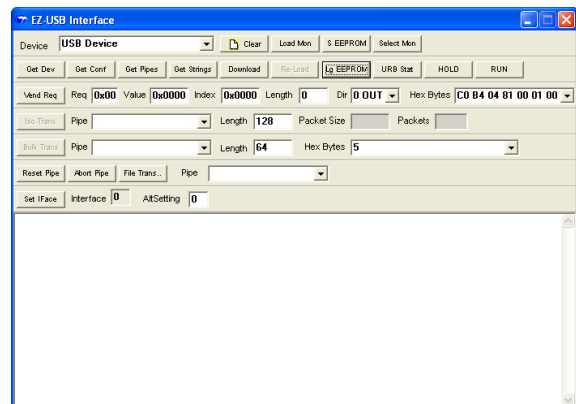 EZ-USB Interface
Device USB Device Clear Load Mon S EEPROM Select Mon
Get Dev Get Conf Get Pipes Get Strings Download Re-Load Lg EEPROM URB Stat HOLD RUN
Vend Req Req 0x00 Value 0x0000 Index 0x0000 Length 0 Dir 0 OUT Hex Bytes C0 B4 04 81 00 01 00
Iso Trans Pipe Length 128 Packet Size Packets
Bulk Trans Pipe Length 64 Hex Bytes 5
Reset Pipe Abort Pipe File Trans.. Pipe
Set IFace Interface 0 AltSetting 0